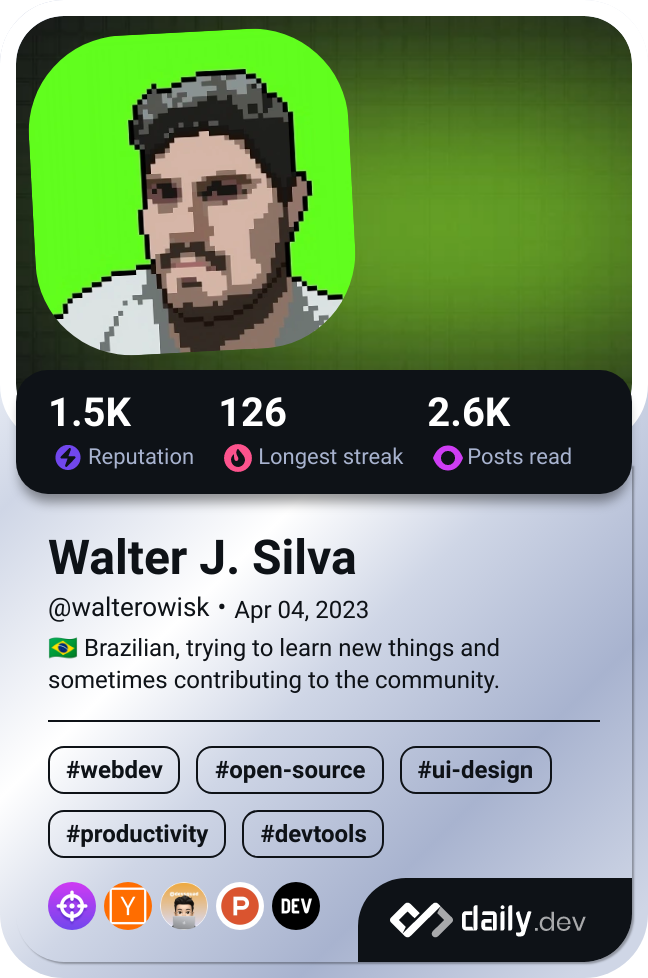 1.5K 126 2.6K
Reputation Longest streak Posts read
Walter J. Silva
@walterowisk • Apr 04, 2023
🇧🇷 Brazilian, trying to learn new things and
sometimes contributing to the community.
#webdev #open-source #ui-design
#productivity #devtools
Y P DEV
daily.dev